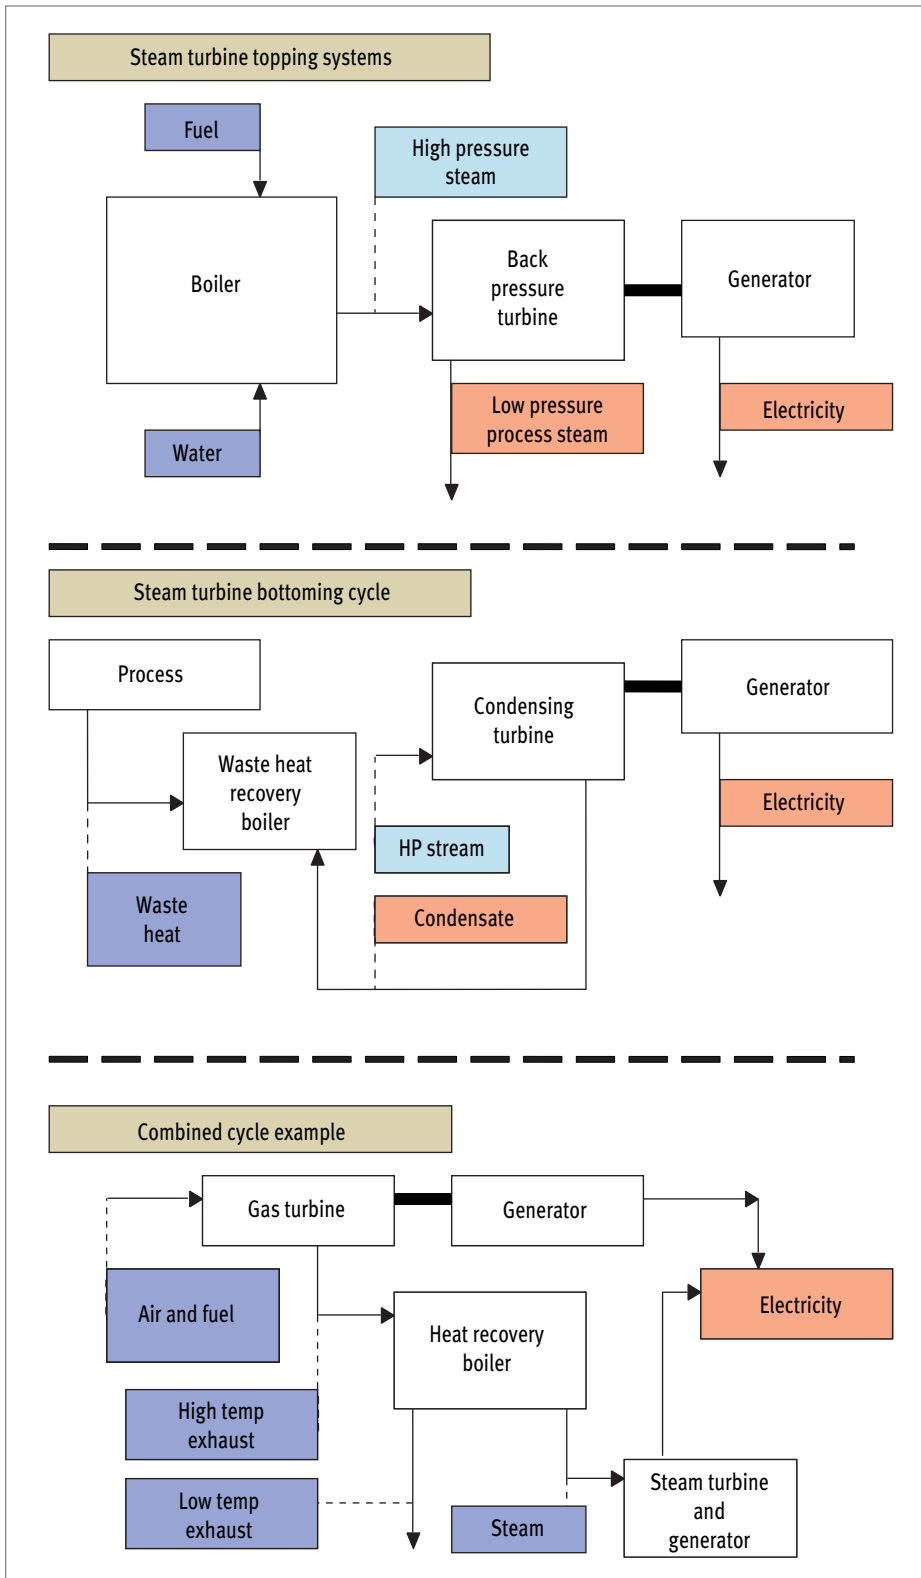 Steam turbine topping systems
Fuel
High pressure
steam
Boiler
Back
pressure
turbine
Generator
Low pressure
process steam
Electricity
Water
Steam turbine bottoming cycle
Process
Condensing
turbine
Generator
Waste heat
recovery
boiler
Electricity
HP stream
Waste
heat
Condensate
Combined cycle example
Gas turbine
Generator
Air and fuel
Electricity
Heat recovery
boiler
High temp
exhaust
Low temp
exhaust
Steam
Steam turbine
and
generator